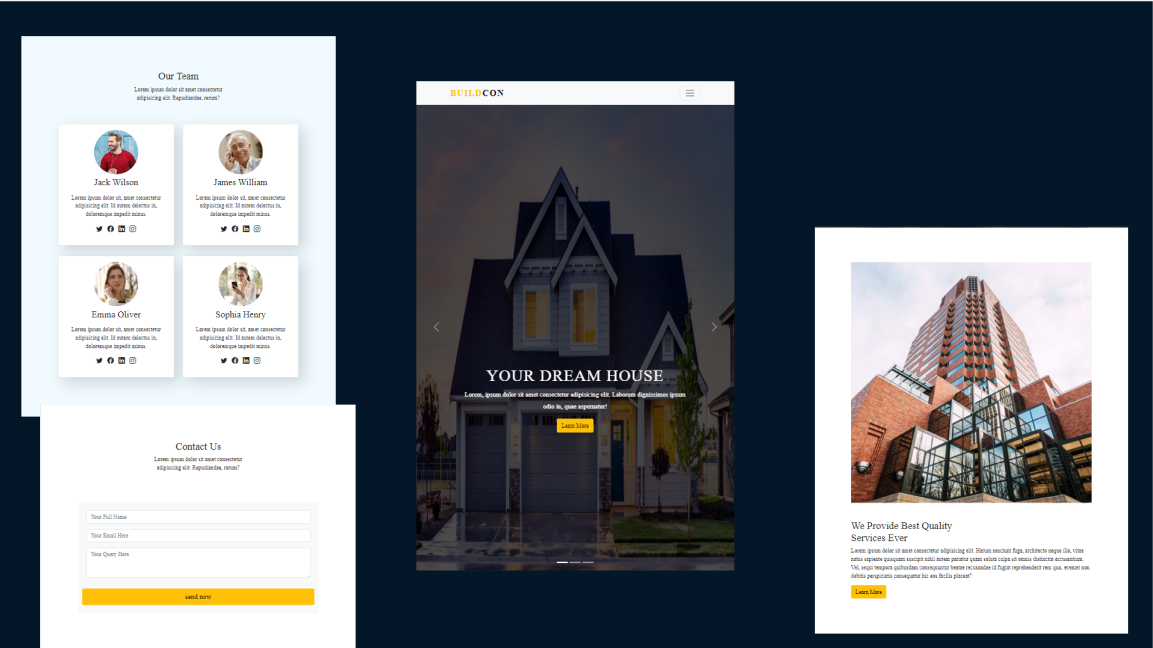 Our Team
Lorem ipsum dolor sit, amet consectetur
adipisicing elit. Repudiandae, rerum?
Jack Wilson
Lorem ipsum dolor sit, amet consectetur
adipisicing elit. Id autem delectus in,
doloremque impedit minus.
James William
Lorem ipsum dolor sit, amet consectetur
adipisicing elit. Id autem delectus in,
doloremque impedit minus.
Emma Oliver
Lorem ipsum dolor sit, amet consectetur
adipisicing elit. Id autem delectus in,
doloremque impedit minus.
Sophia Henry
Lorem ipsum dolor sit, amet consectetur
adipisicing elit. Id autem delectus in,
doloremque impedit minus.
Contact Us
Lorem ipsum dolor sit amet consectetur
adipisicing elit. Repudiandae, rerum?
Your Full Name
Your Email Here
Your Query Here
send now
BUILDCON
YOUR DREAM HOUSE
Lorem, ipsum dolor sit amet consectetur adipisicing elit. Laborum dignissimos ipsum
odio in, quae aspernatur!
Learn More
We Provide Best Quality
Services Ever
Lorem ipsum dolor sit amet consectetur adipisicing elit. Harum nesciunt fuga, architecto neque illo, vitae
natus sapiente quisquam suscipit nihil autem pariatur quam soluta culpa sit omnis distinctio accusantium.
Vel, sequi tempora quibusdam consequuntur beatae recusandae id fugiat reprehenderit rem quo, eveniet non
debitis perspiciatis consequatur hic eos facilis placeat?
Learn More